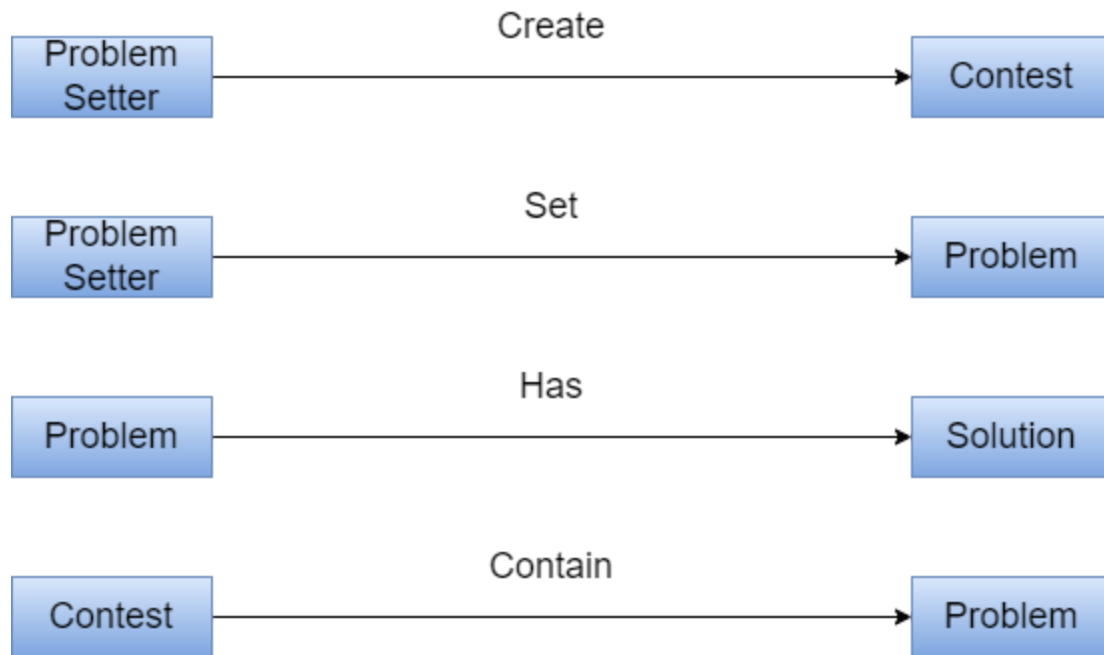 Create
Problem
Setter
Contest
Set
Problem
Setter
Problem
Has
Problem
Solution
Contain
Contest
Problem